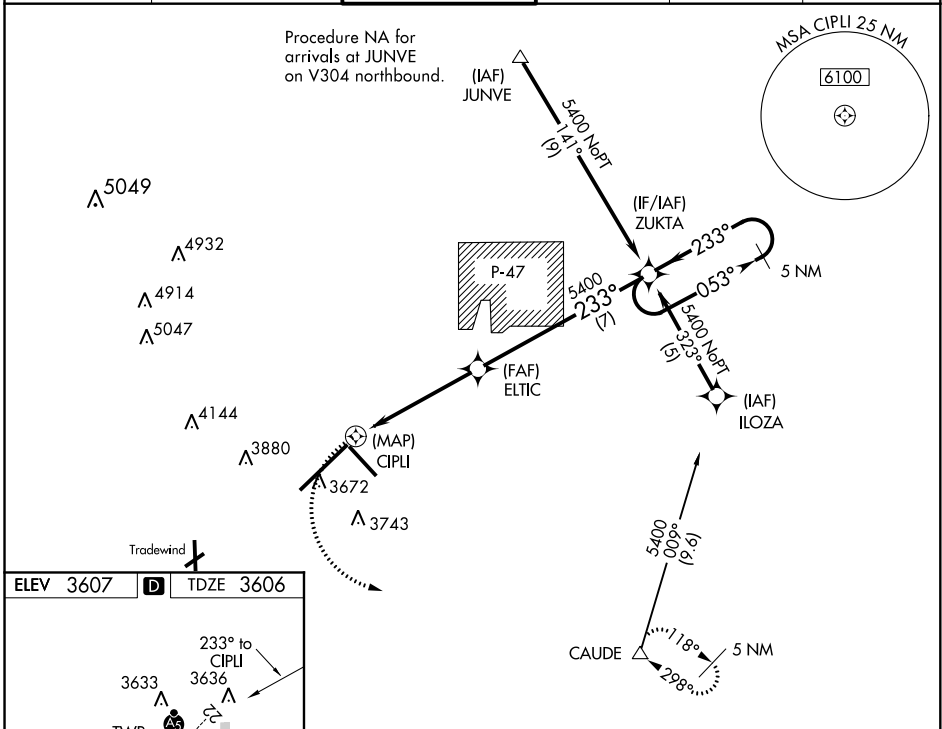 Procedure NA for
arrivals at JUNVE
on V304 northbound.
(IAF)
JUNVE
MSA CIPLI 25 NM
6100
5400 NoPT
141°
(9)
5049
4932
4914
5047
4144
3880
3672
3743
P-47
(IF/IAF)
ZUKTA
233°
053°
5 NM
5400
233°
(7)
5400 NoPT
323°
(5)
(IAF)
ILOZA
(FAF)
ELTIC
(MAP)
CIPLI
5400
009°
(9.6)
CAUDE
118°
298°
5 NM
Tradewind
ELEV 3607 D TDZE 3606
233° to
CIPLI
3633
3636
22
A5